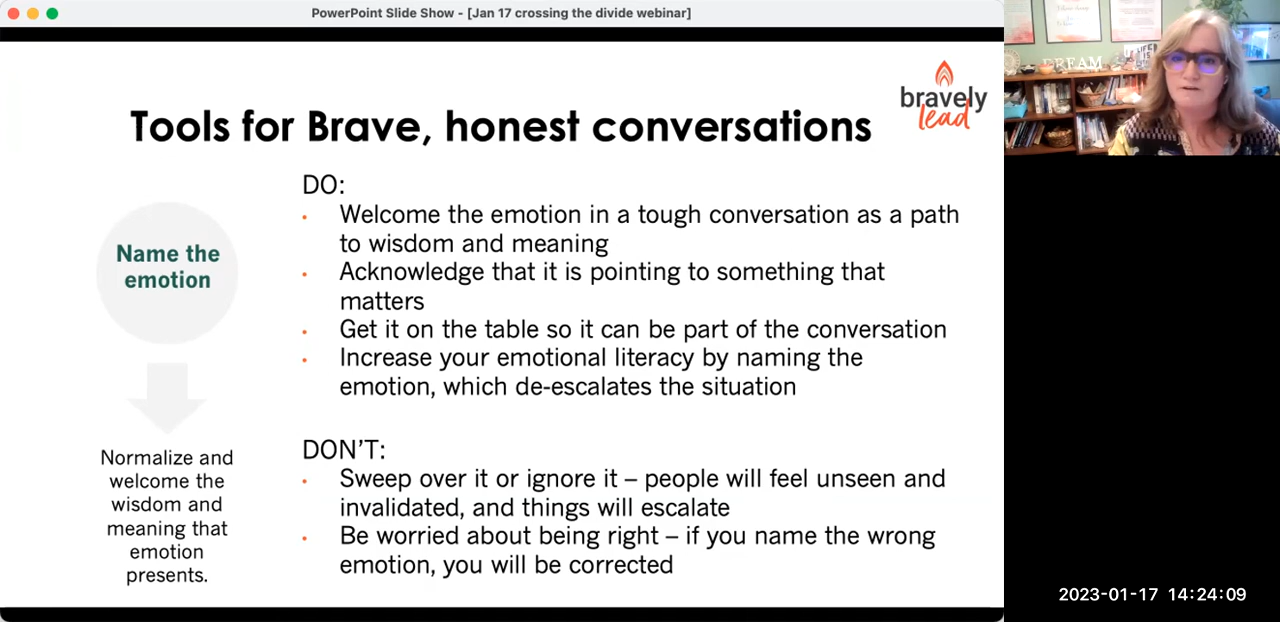 PowerPoint Slide Show - [Jan 17 crossing the divide webinar]
bravely
lead
DREAM
Tools for Brave, honest conversations
Name the
emotion
Normalize and
welcome the
wisdom and
meaning that
emotion
presents.
DO:
• Welcome the emotion in a tough conversation as a path
to wisdom and meaning
• Acknowledge that it is pointing to something that
matters
• Get it on the table so it can be part of the conversation
• Increase your emotional literacy by naming the
emotion, which de-escalates the situation
DON'T:
• Sweep over it or ignore it – people will feel unseen and
invalidated, and things will escalate
• Be worried about being right – if you name the wrong
emotion, you will be corrected
2023-01-17 14:24:09